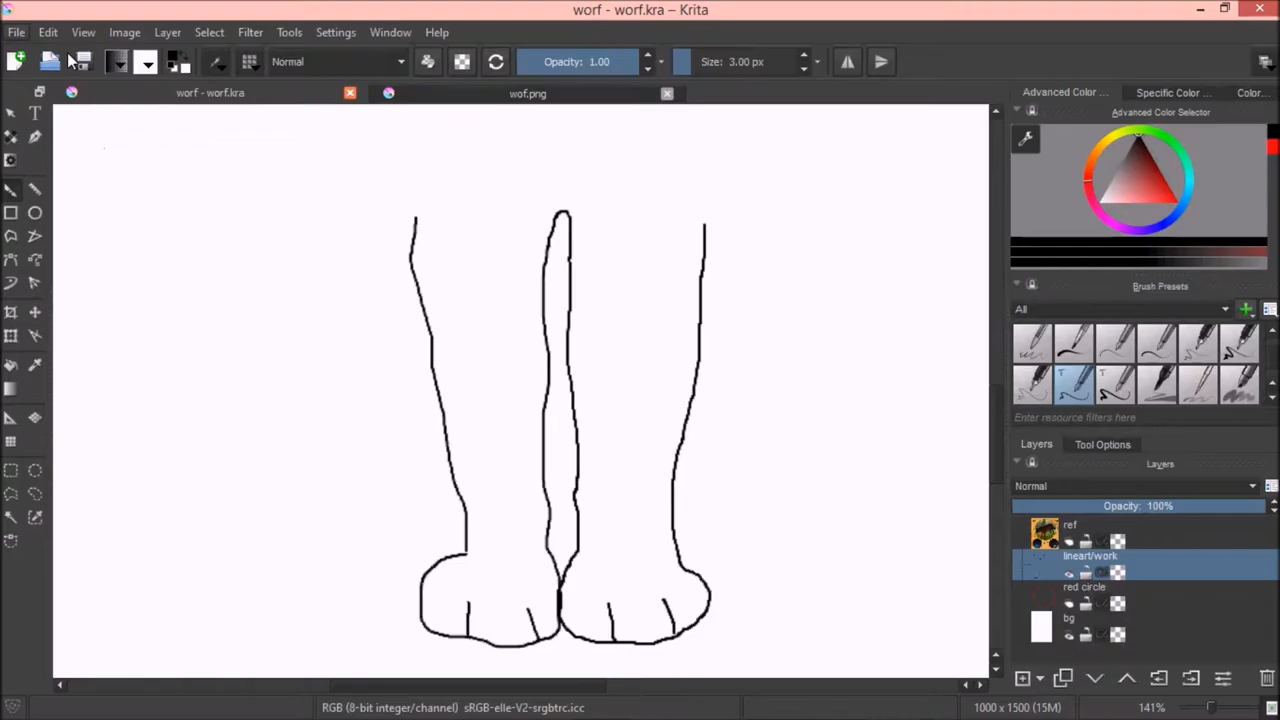 worf - worf.kra — Krita
File Edit View Image Layer Select Filter Tools Settings Window Help
Normal Opacity: 1.00 Size: 3.00 px
worf - worf.kra wof.png Advanced Color ... Specific Color ... Color...
Advanced Color Selector
Brush Presets
All
Enter resource filters here
Layers Tool Options
Layers
Normal
Opacity: 100%
ref
lineart/work
red circle
bg
RGB (8-bit integer/channel) sRGB-elle-V2-srgbtrc.icc 1000 x 1500 (15M) 141%